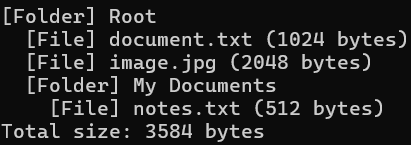 [Folder] Root
  [File] document.txt (1024 bytes)
  [File] image.jpg (2048 bytes)
  [Folder] My Documents
    [File] notes.txt (512 bytes)
Total size: 3584 bytes